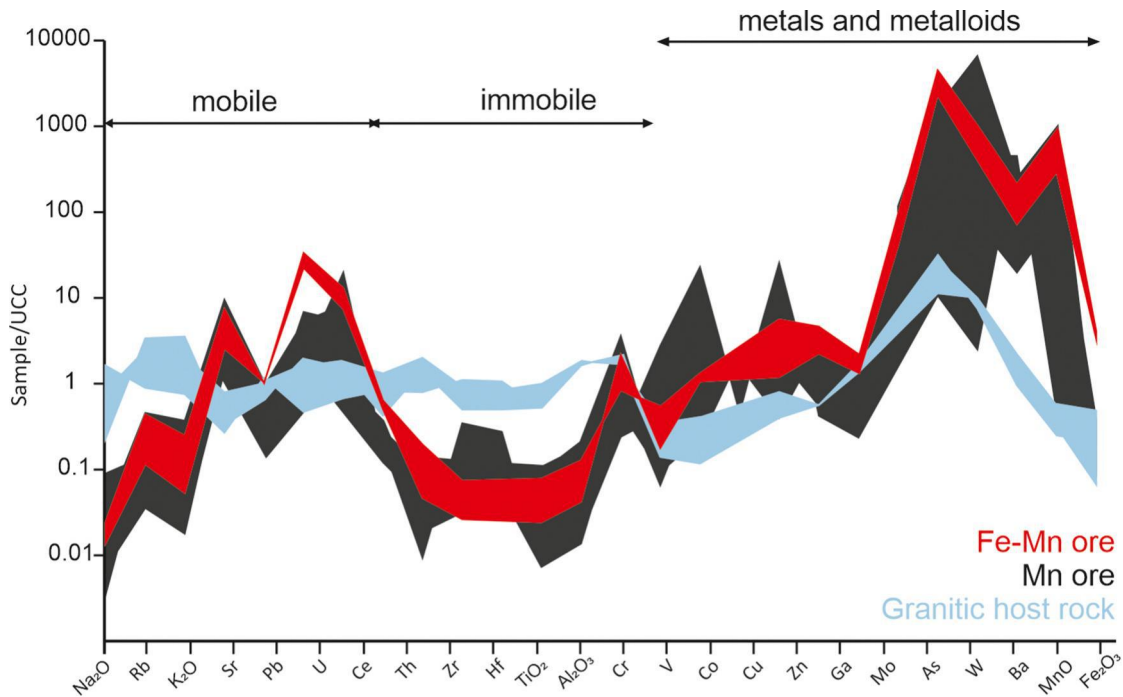 metals and metalloids
10000
mobile
immobile
1000
100
10
1
0.1
0.01
Sample/UCC
Fe-Mn ore
Mn ore
Granitic host rock
Na₂O Rb K₂O Sr Pb U Ce Th Zr Hf TiO₂ Al₂O₃ Cr V Co Cu Zn Ga Mo As W Ba MnO Fe₂O₃